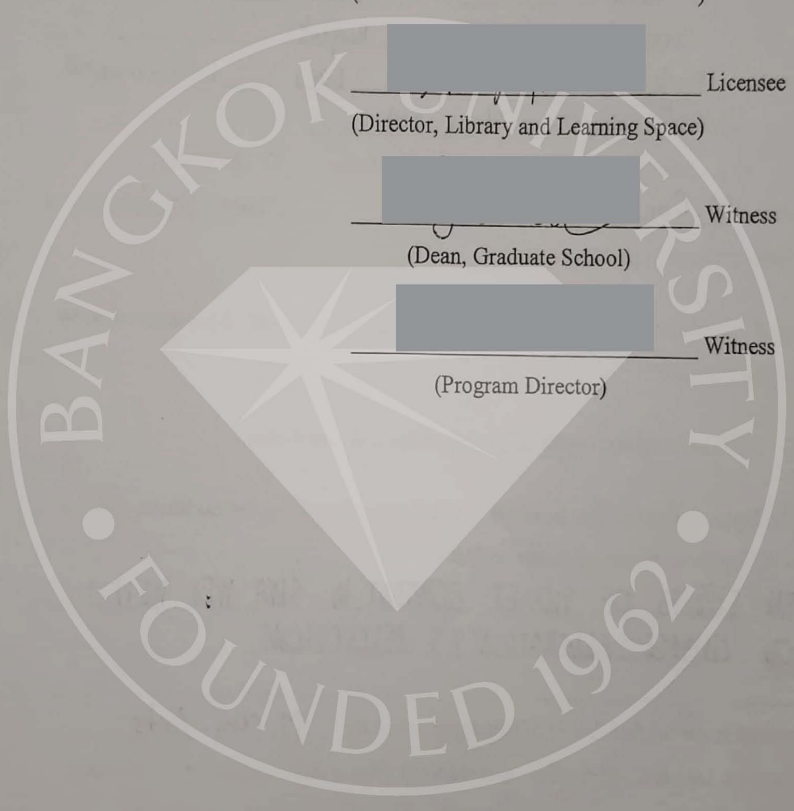 Licensee
(Director, Library and Learning Space)
Witness
(Dean, Graduate School)
Witness
(Program Director)
BANGKOK UNIVERSITY
• FOUNDED 1962 •